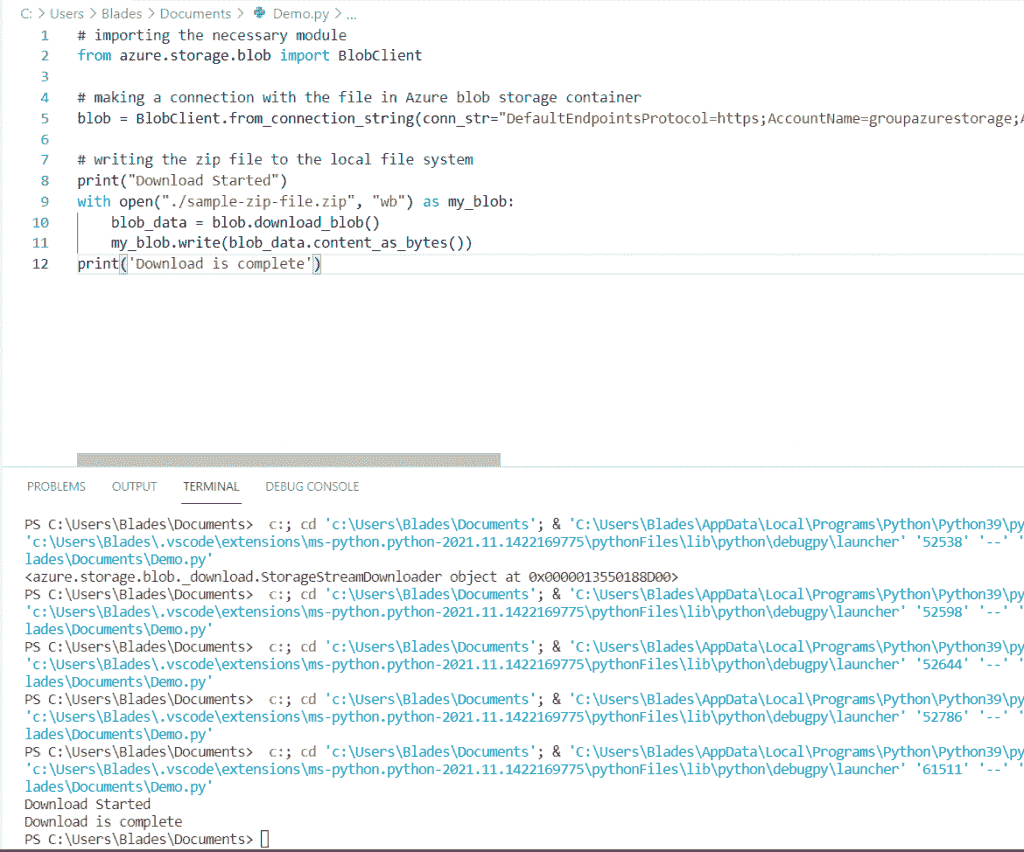 C: > Users > Blades > Documents > Demo.py > ...
1 # importing the necessary module
2 from azure.storage.blob import BlobClient
3
4 # making a connection with the file in Azure blob storage container
5 blob = BlobClient.from_connection_string(conn_str="DefaultEndpointsProtocol=https;AccountName=groupazurestorage;A
6
7 # writing the zip file to the local file system
8 print("Download Started")
9 with open("./sample-zip-file.zip", "wb") as my_blob:
10     blob_data = blob.download_blob()
11     my_blob.write(blob_data.content_as_bytes())
12 print('Download is complete')
PROBLEMS OUTPUT TERMINAL DEBUG CONSOLE
PS C:\Users\Blades\Documents>  c:; cd 'c:\Users\Blades\Documents'; & 'C:\Users\Blades\AppData\Local\Programs\Python\Python39\py
'c:\Users\Blades\.vscode\extensions\ms-python.python-2021.11.1422169775\pythonFiles\lib\python\debugpy\launcher' '52538' '--' '
lades\Documents\Demo.py'
<azure.storage.blob._download.StorageStreamDownloader object at 0x0000013550188D00>
PS C:\Users\Blades\Documents>  c:; cd 'c:\Users\Blades\Documents'; & 'C:\Users\Blades\AppData\Local\Programs\Python\Python39\py
'c:\Users\Blades\.vscode\extensions\ms-python.python-2021.11.1422169775\pythonFiles\lib\python\debugpy\launcher' '52598' '--' '
lades\Documents\Demo.py'
PS C:\Users\Blades\Documents>  c:; cd 'c:\Users\Blades\Documents'; & 'C:\Users\Blades\AppData\Local\Programs\Python\Python39\py
'c:\Users\Blades\.vscode\extensions\ms-python.python-2021.11.1422169775\pythonFiles\lib\python\debugpy\launcher' '52644' '--' '
lades\Documents\Demo.py'
PS C:\Users\Blades\Documents>  c:; cd 'c:\Users\Blades\Documents'; & 'C:\Users\Blades\AppData\Local\Programs\Python\Python39\py
'c:\Users\Blades\.vscode\extensions\ms-python.python-2021.11.1422169775\pythonFiles\lib\python\debugpy\launcher' '52786' '--' '
lades\Documents\Demo.py'
PS C:\Users\Blades\Documents>  c:; cd 'c:\Users\Blades\Documents'; & 'C:\Users\Blades\AppData\Local\Programs\Python\Python39\py
'c:\Users\Blades\.vscode\extensions\ms-python.python-2021.11.1422169775\pythonFiles\lib\python\debugpy\launcher' '61511' '--' '
lades\Documents\Demo.py'
Download Started
Download is complete
PS C:\Users\Blades\Documents>